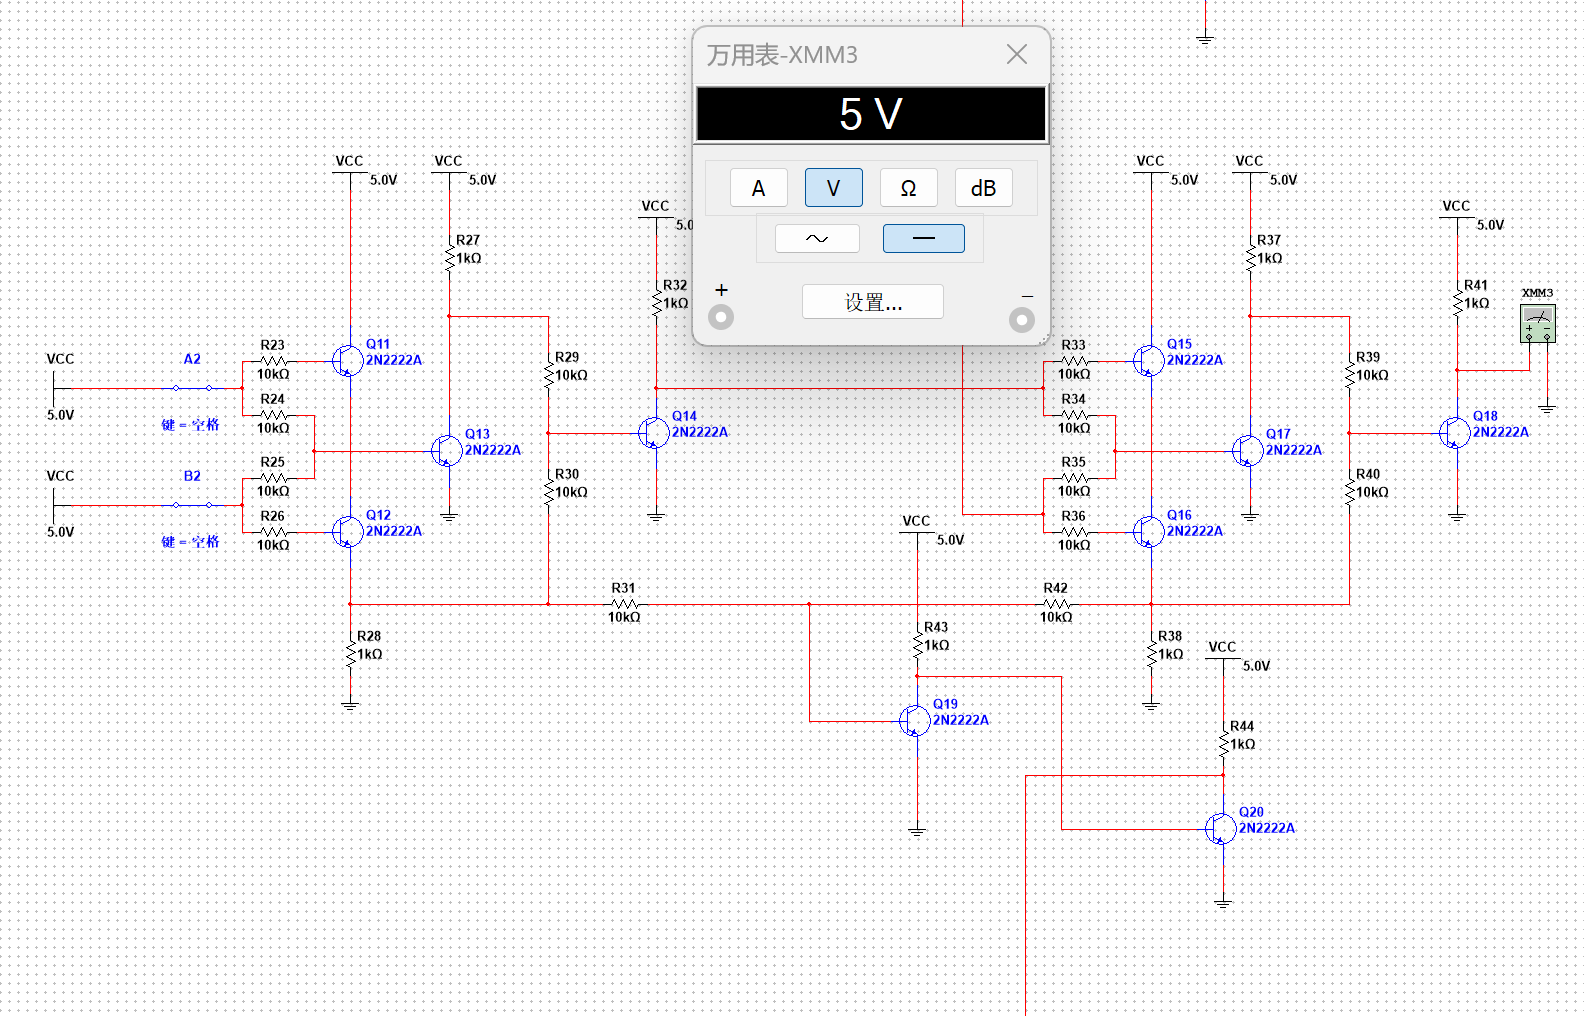 万用表-XMM3
5 V
A
V
Ω
dB
设置...
+
VCC
5.0V
VCC
5.0V
VCC
5.0
VCC
5.0V
VCC
5.0V
VCC
5.0V
R27
1kΩ
R32
1kΩ
R37
1kΩ
R41
1kΩ
XMM3
VCC
5.0V
A2
键 = 空格
R23
10kΩ
R24
10kΩ
Q11
2N2222A
R29
10kΩ
Q13
2N2222A
Q14
2N2222A
R33
10kΩ
R34
10kΩ
Q15
2N2222A
R39
10kΩ
Q17
2N2222A
Q18
2N2222A
VCC
5.0V
B2
键 = 空格
R25
10kΩ
R26
10kΩ
Q12
2N2222A
R30
10kΩ
R35
10kΩ
R36
10kΩ
Q16
2N2222A
R40
10kΩ
VCC
5.0V
R31
10kΩ
R42
10kΩ
R28
1kΩ
R43
1kΩ
R38
1kΩ
VCC
5.0V
Q19
2N2222A
R44
1kΩ
Q20
2N2222A